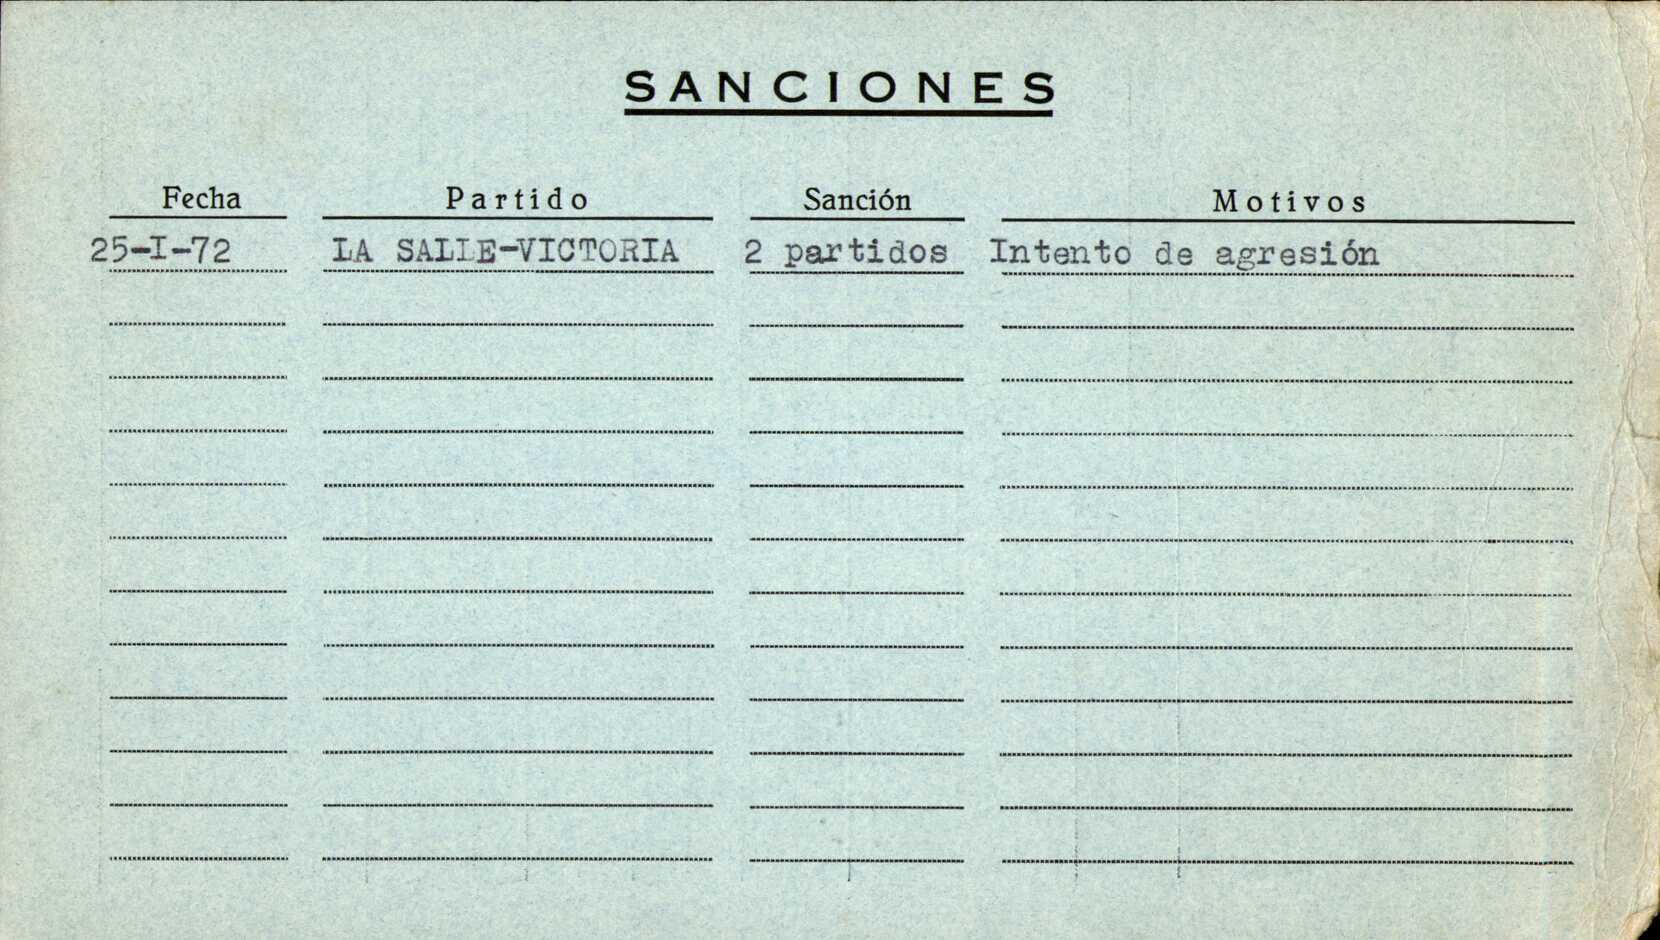 SANCIONES
Fecha Partido Sanción Motivos
25-I-72 LA SALLE-VICTORIA 2 partidos Intento de agresión